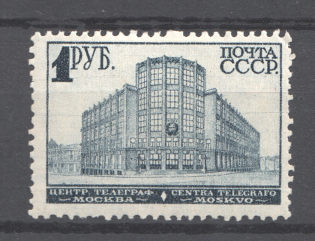 1 РУБ.
ПОЧТА
СССР.
ЦЕНТР. ТЕЛЕГРАФ
МОСКВА
CENTRA TELEGRAFO
MOSKVO